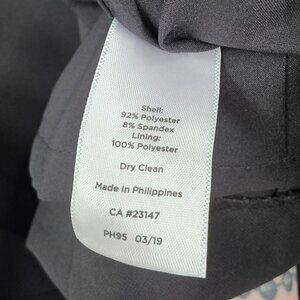 Shell:
92% Polyester
8% Spandex
Lining:
100% Polyester
Dry Clean
Made In Philippines
CA #23147
PH95 03/19